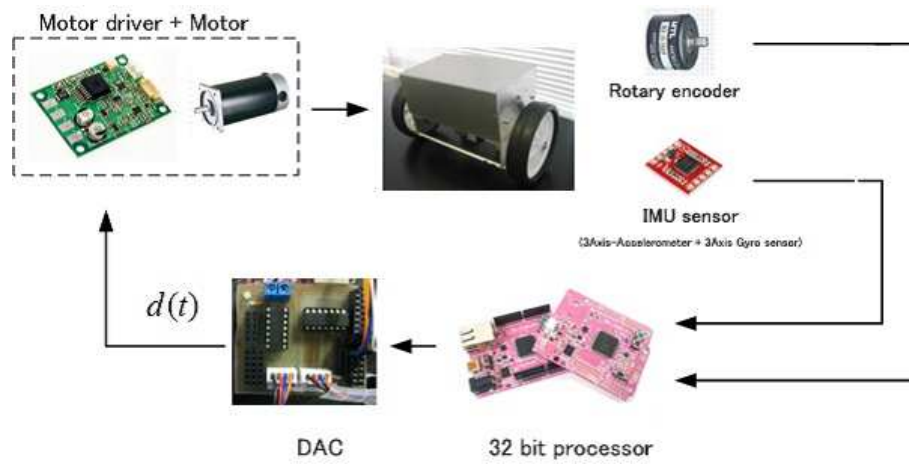 Motor driver + Motor
Rotary encoder
IMU sensor
(3Axis-Accelerometer + 3Axis Gyro sensor)
d(t)
DAC
32 bit processor